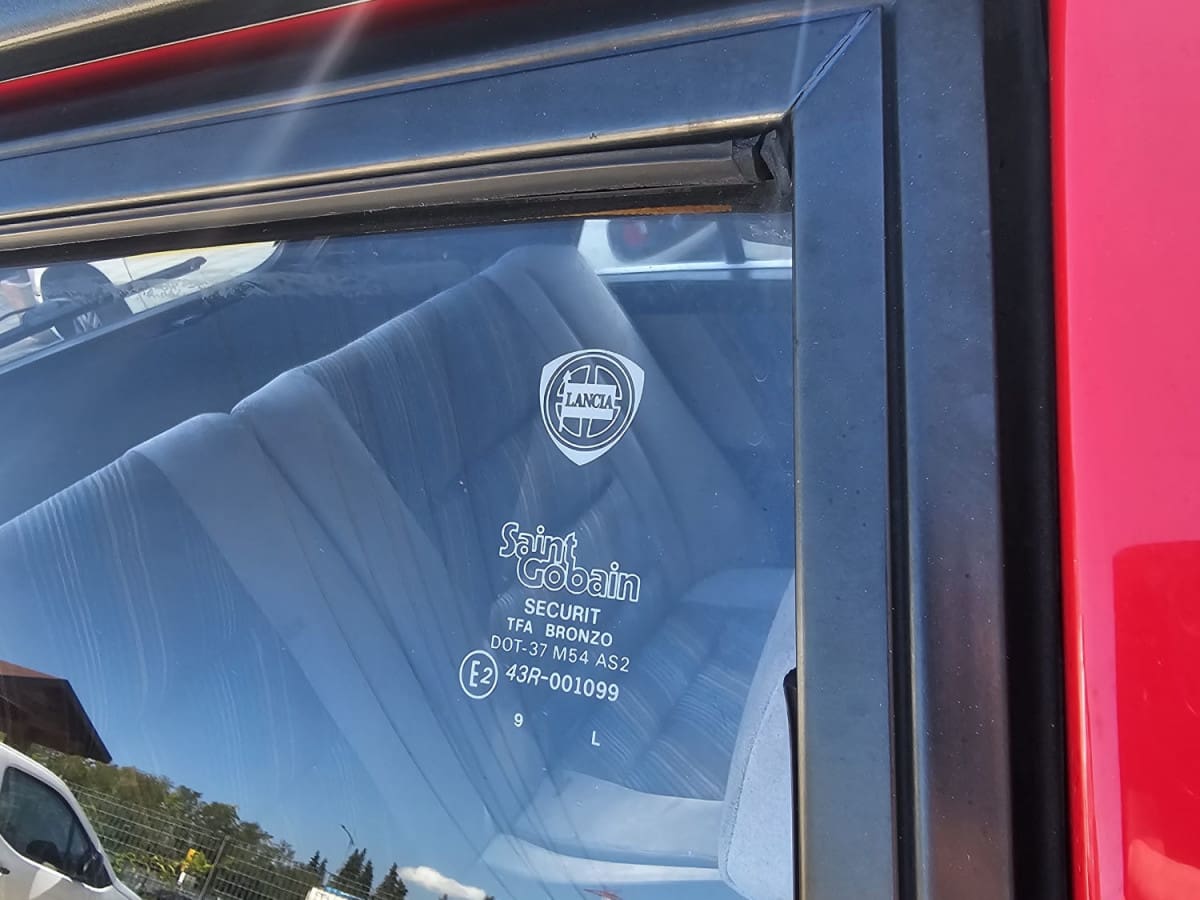 LANCIA
Saint
Gobain
SECURIT
TFA BRONZO
DOT-37 M54 AS2
E2 43R-001099
9
L